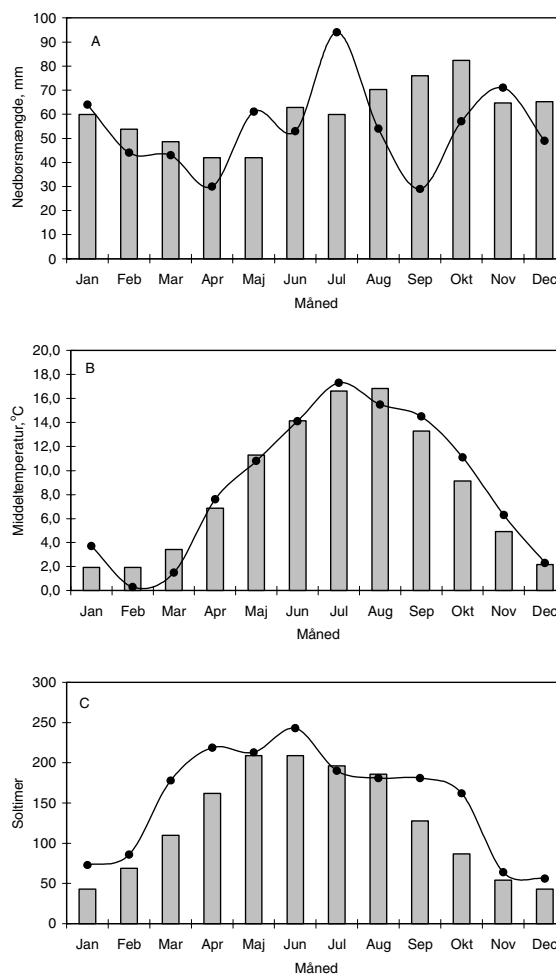 A
Nedbørsmængde, mm
100
90
80
70
60
50
40
30
20
10
0
Jan Feb Mar Apr Maj Jun Jul Aug Sep Okt Nov Dec
Måned
B
Middeltemperatur,°C
20,0
18,0
16,0
14,0
12,0
10,0
8,0
6,0
4,0
2,0
0,0
Jan Feb Mar Apr Maj Jun Jul Aug Sep Okt Nov Dec
Måned
C
Soltimer
300
250
200
150
100
50
0
Jan Feb Mar Apr Maj Jun Jul Aug Sep Okt Nov Dec
Måned